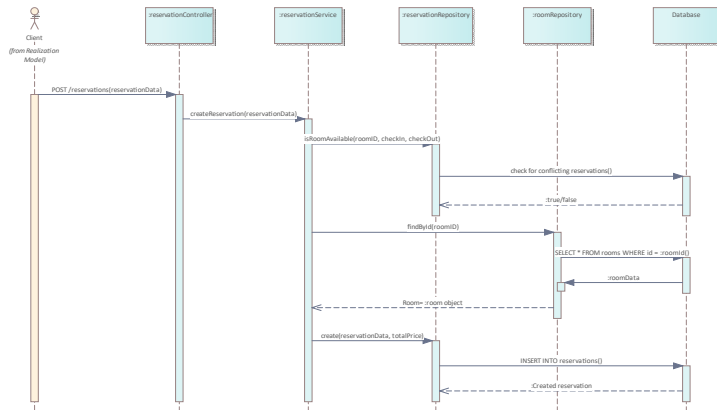 :reservationController
:reservationService
:reservationRepository
:roomRepository
Database
Client
(from Realization
Model)
POST /reservations(reservationData)
createReservation(reservationData)
isRoomAvailable(roomID, checkIn, checkOut)
check for conflicting reservations()
:true/false
findById(roomID)
SELECT * FROM rooms WHERE id = :roomId()
:roomData
Room= :room object
create(reservationData, totalPrice)
INSERT INTO reservations()
:Created reservation